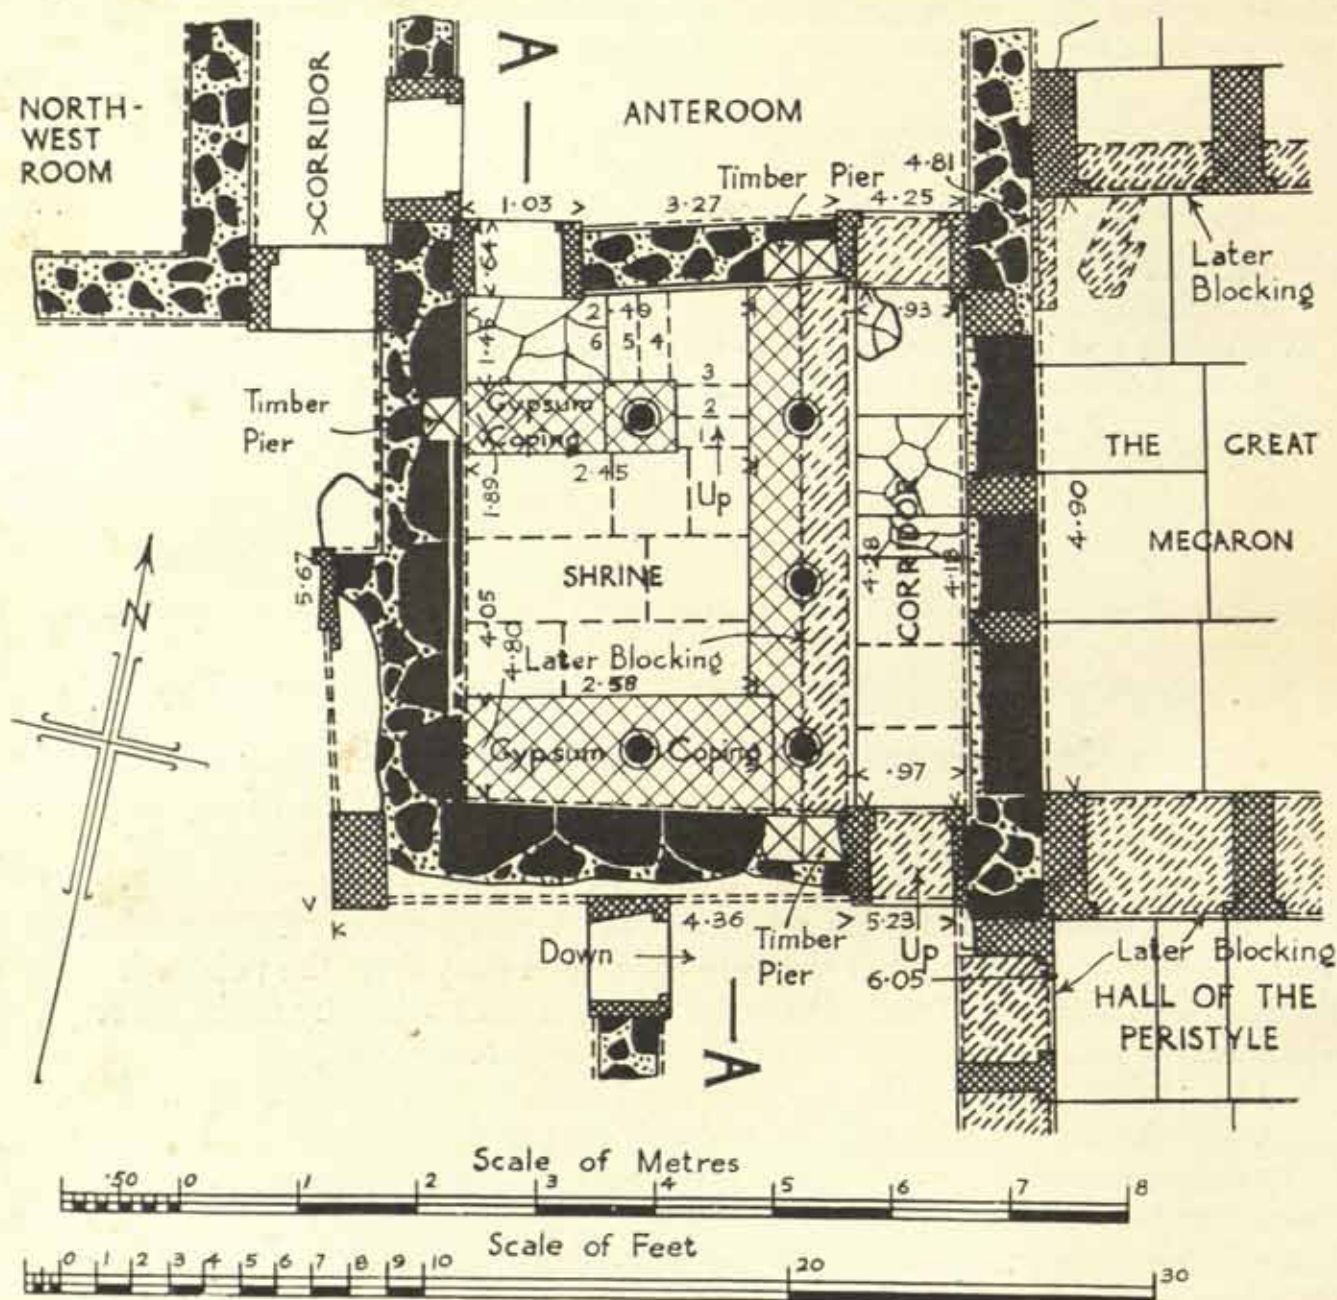 A
NORTH-
WEST
ROOM
CORRIDOR
ANTEROOM
Timber Pier
4·81
1·03
3·27
4·25
·64
Later
Blocking
2·49
·93
1·43
6 5 4
3
2
1
Timber
Pier
Gypsum
Coping
2·45
1·89
Up
THE GREAT
MEGARON
4·90
SHRINE
CORRIDOR
4·28
4·18
5·67
N
4·05
4·80
Later Blocking
2·58
Gypsum Coping
·97
4·36
5·23
Down
Timber
Pier
Up
6·05
Later Blocking
HALL OF THE
PERISTYLE
A
Scale of Metres
·50 0 1 2 3 4 5 6 7 8
Scale of Feet
0 1 2 3 4 5 6 7 8 9 10 20 30